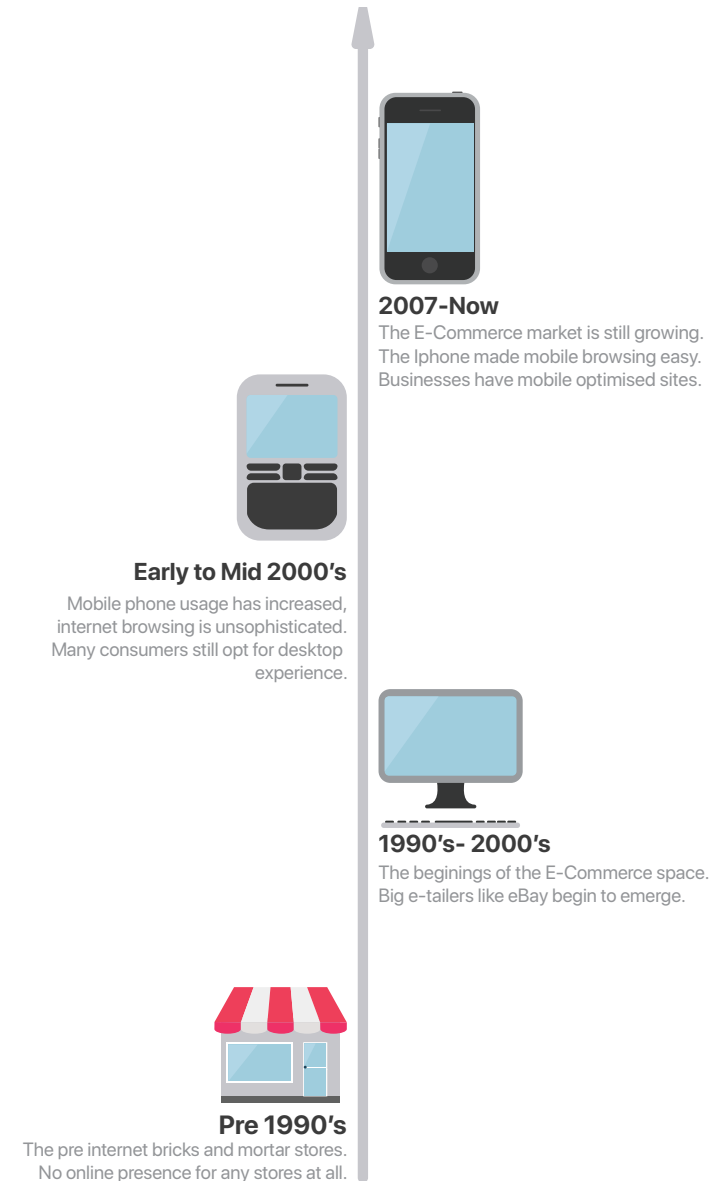 2007-Now
The E-Commerce market is still growing.
The Iphone made mobile browsing easy.
Businesses have mobile optimised sites.
Early to Mid 2000's
Mobile phone usage has increased,
internet browsing is unsophisticated.
Many consumers still opt for desktop
experience.
1990's- 2000's
The beginings of the E-Commerce space.
Big e-tailers like eBay begin to emerge.
Pre 1990's
The pre internet bricks and mortar stores.
No online presence for any stores at all.